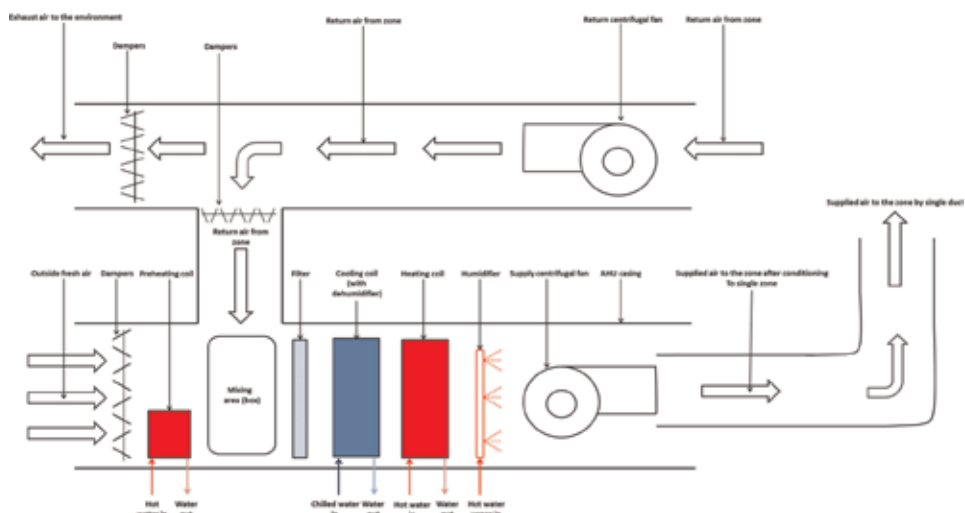 Exhaust air to the environment
Return air from zone
Return centrifugal fan
Return air from zone
Dampers
Dampers
Supplied air to the zone by single duct
Return air from
zone
Outside fresh air
Dampers
Preheating coil
Filter
Cooling coil
(with
dehumidifier)
Heating coil
Humidifier
Supply centrifugal fan
AHU casing
Supplied air to the zone after conditioning
To single zone
Mixing
area (box)
Hot
Water
Chilled water
Water
Hot water
Water
Hot water